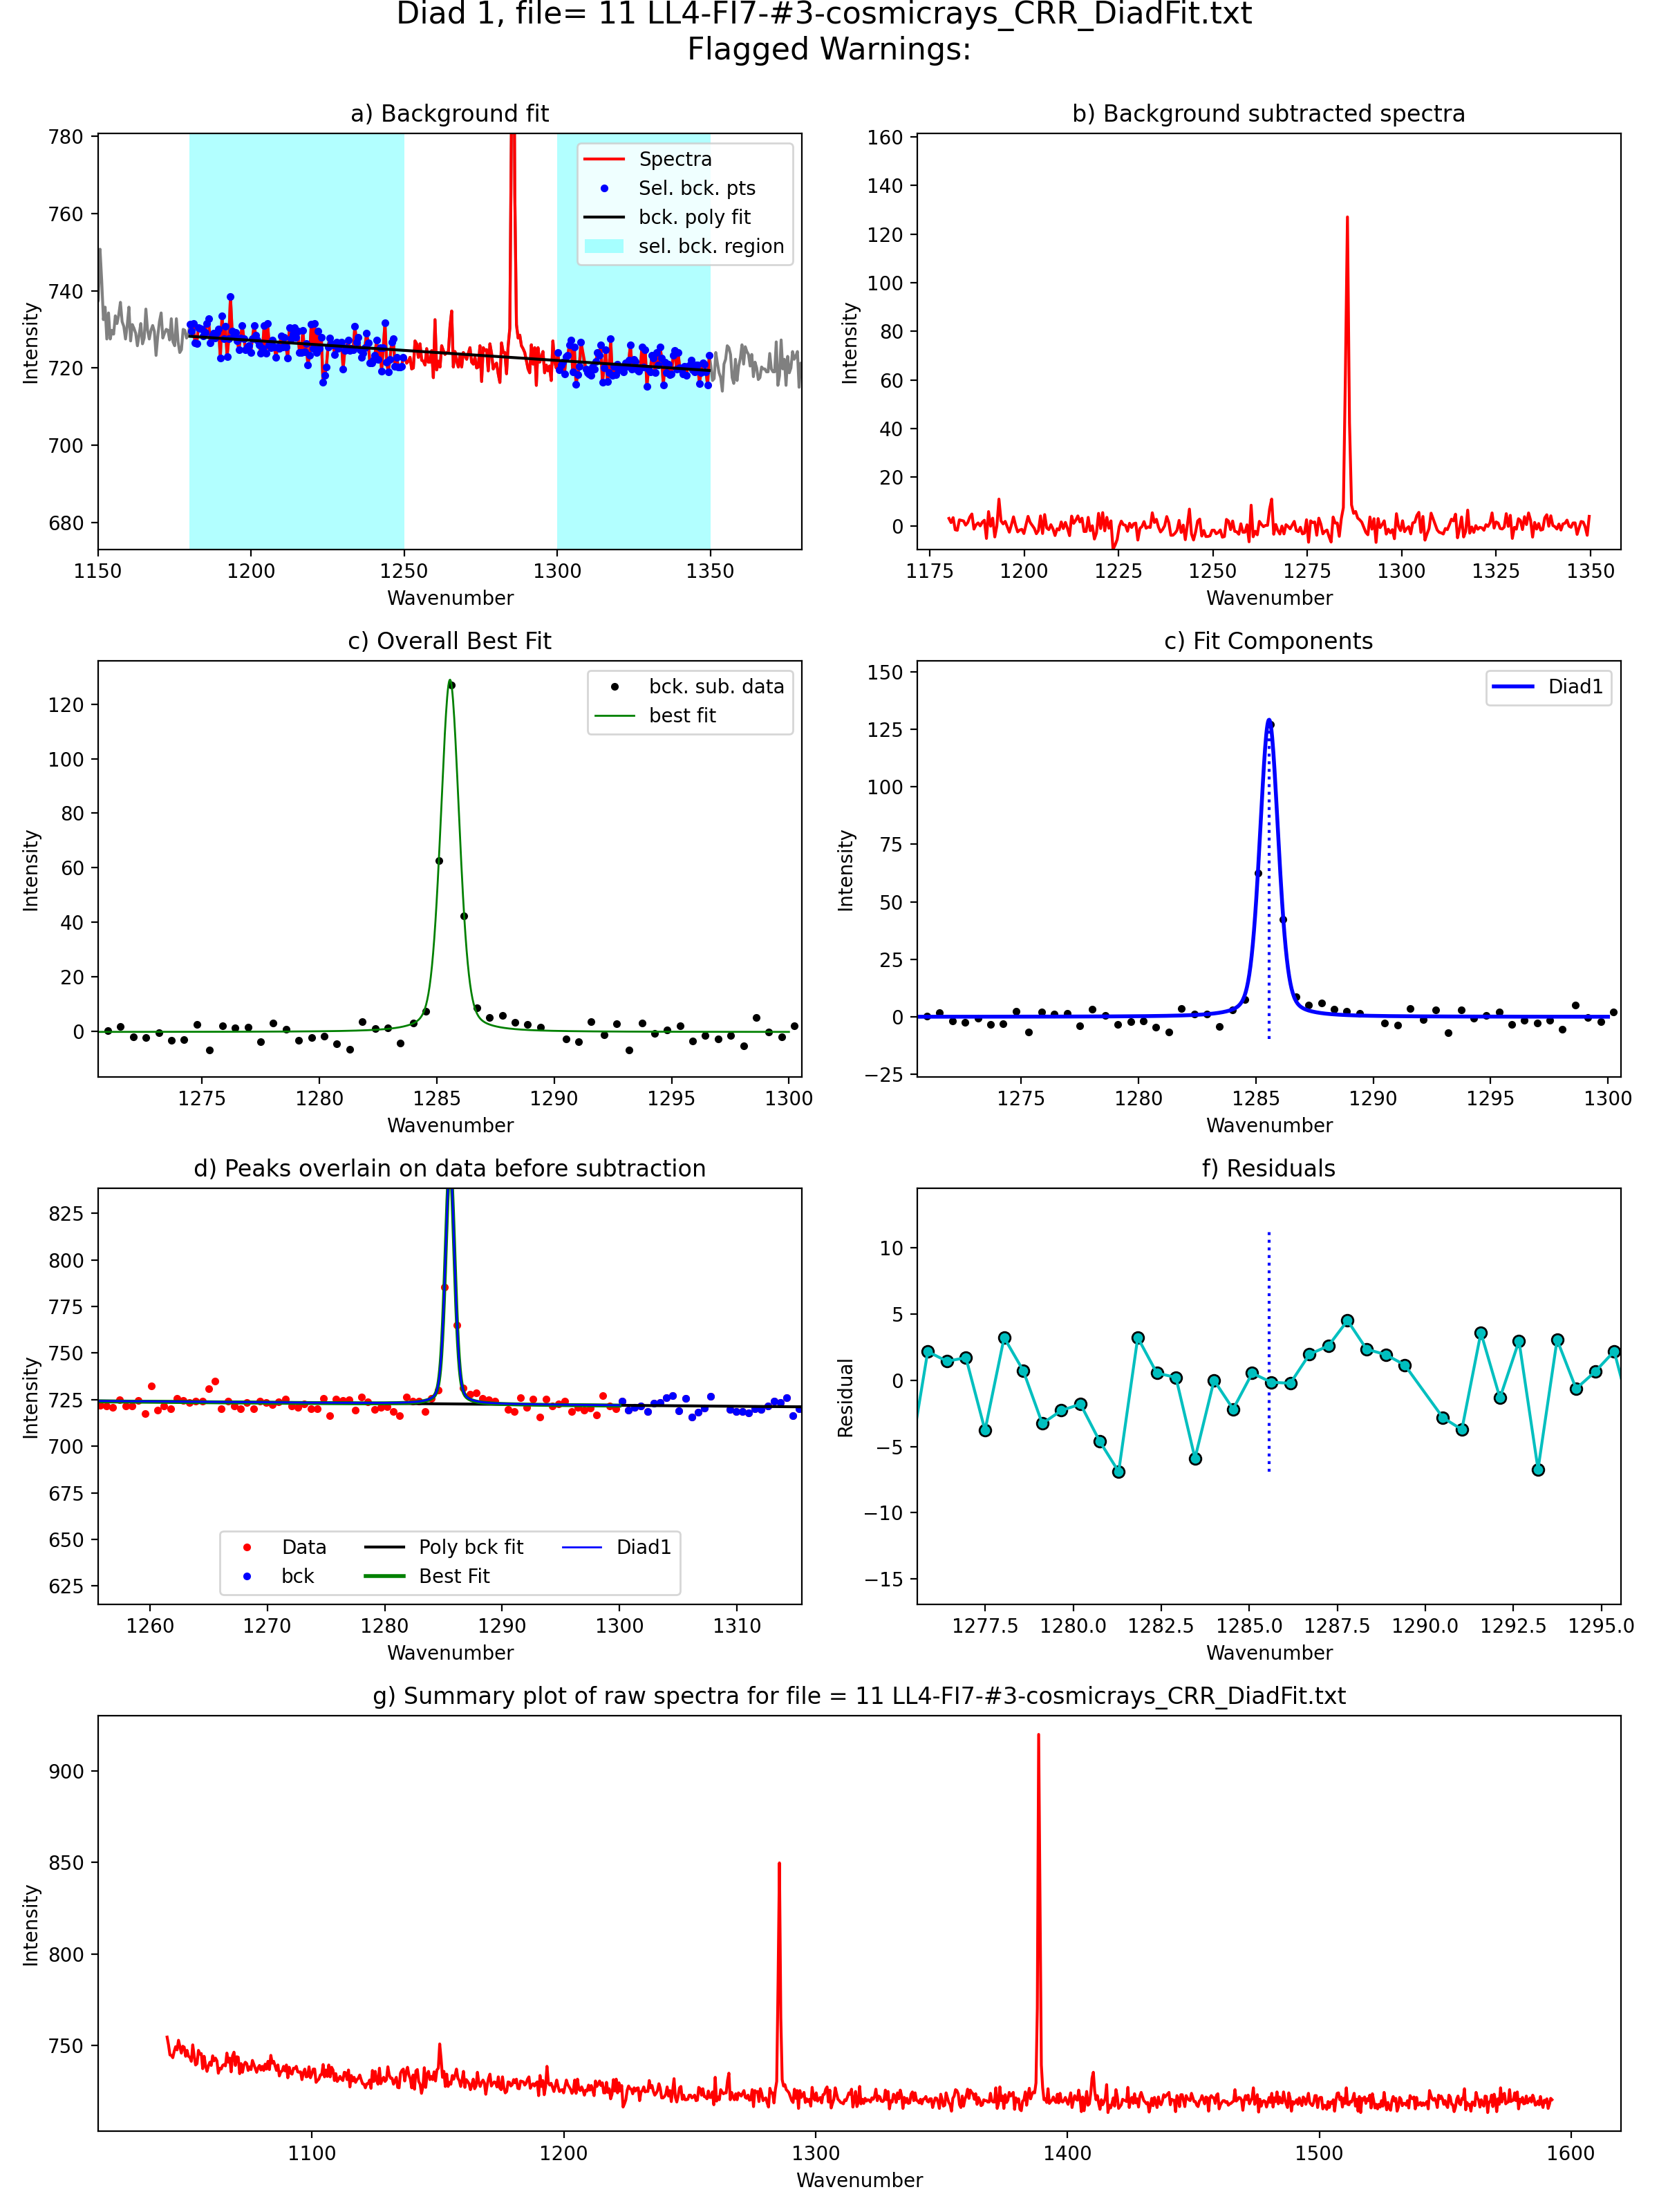 Diad 1, file= 11 LL4-FI7-#3-cosmicrays_CRR_DiadFit.txt
Flagged Warnings:
a) Background fit
780
760
740
720
700
680
Intensity
Spectra
Sel. bck. pts
bck. poly fit
sel. bck. region
1150 1200 1250 1300 1350
Wavenumber
b) Background subtracted spectra
160
140
120
100
80
60
40
20
0
Intensity
1175 1200 1225 1250 1275 1300 1325 1350
Wavenumber
c) Overall Best Fit
120
100
80
60
40
20
0
Intensity
bck. sub. data
best fit
1275 1280 1285 1290 1295 1300
Wavenumber
c) Fit Components
150
125
100
75
50
25
0
−25
Intensity
Diad1
1275 1280 1285 1290 1295 1300
Wavenumber
d) Peaks overlain on data before subtraction
825
800
775
750
725
700
675
650
625
Intensity
Data Poly bck fit Diad1
bck Best Fit
1260 1270 1280 1290 1300 1310
Wavenumber
f) Residuals
10
5
0
−5
−10
−15
Residual
1277.5 1280.0 1282.5 1285.0 1287.5 1290.0 1292.5 1295.0
Wavenumber
g) Summary plot of raw spectra for file = 11 LL4-FI7-#3-cosmicrays_CRR_DiadFit.txt
900
850
800
750
Intensity
1100 1200 1300 1400 1500 1600
Wavenumber